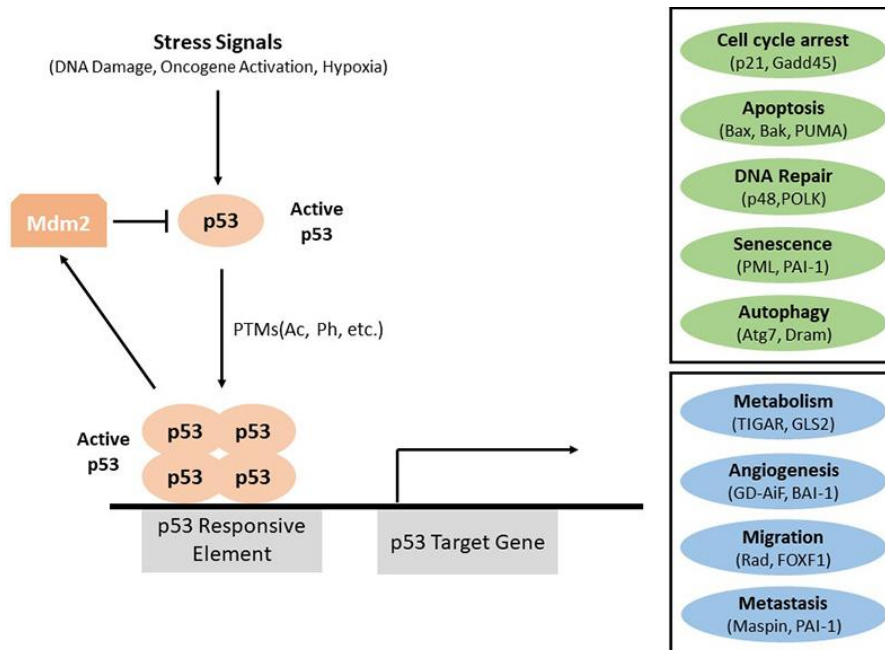 Stress Signals
(DNA Damage, Oncogene Activation, Hypoxia)
Mdm2
p53
Active
p53
PTMs(Ac, Ph, etc.)
Active
p53
p53 p53
p53 p53
p53 Responsive
Element
p53 Target Gene
Cell cycle arrest
(p21, Gadd45)
Apoptosis
(Bax, Bak, PUMA)
DNA Repair
(p48,POLK)
Senescence
(PML, PAI-1)
Autophagy
(Atg7, Dram)
Metabolism
(TIGAR, GLS2)
Angiogenesis
(GD-AiF, BAI-1)
Migration
(Rad, FOXF1)
Metastasis
(Maspin, PAI-1)